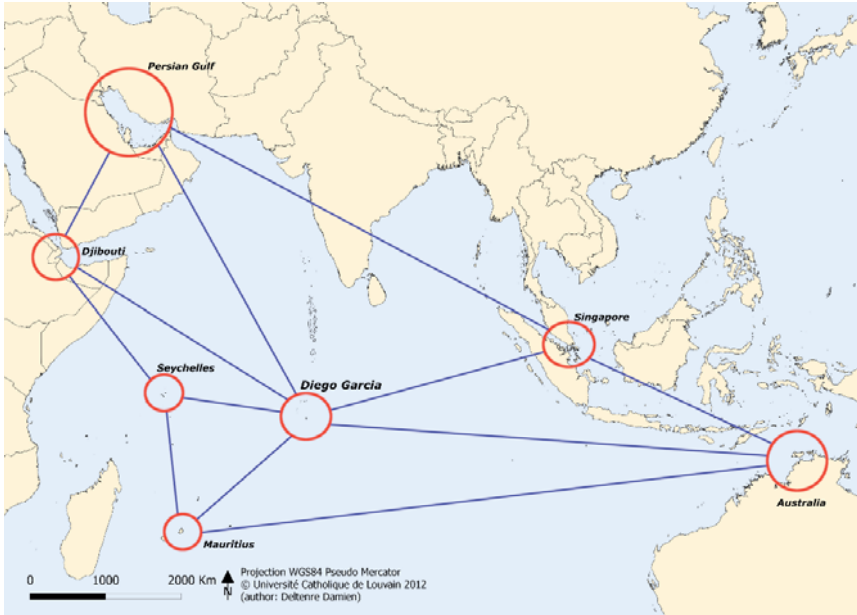 Persian Gulf
Djibouti
Singapore
Seychelles
Diego Garcia
Australia
Mauritius
0 1000 2000 Km
N
Projection WGS84 Pseudo Mercator
© Université Catholique de Louvain 2012
(author: Deltenre Damien)